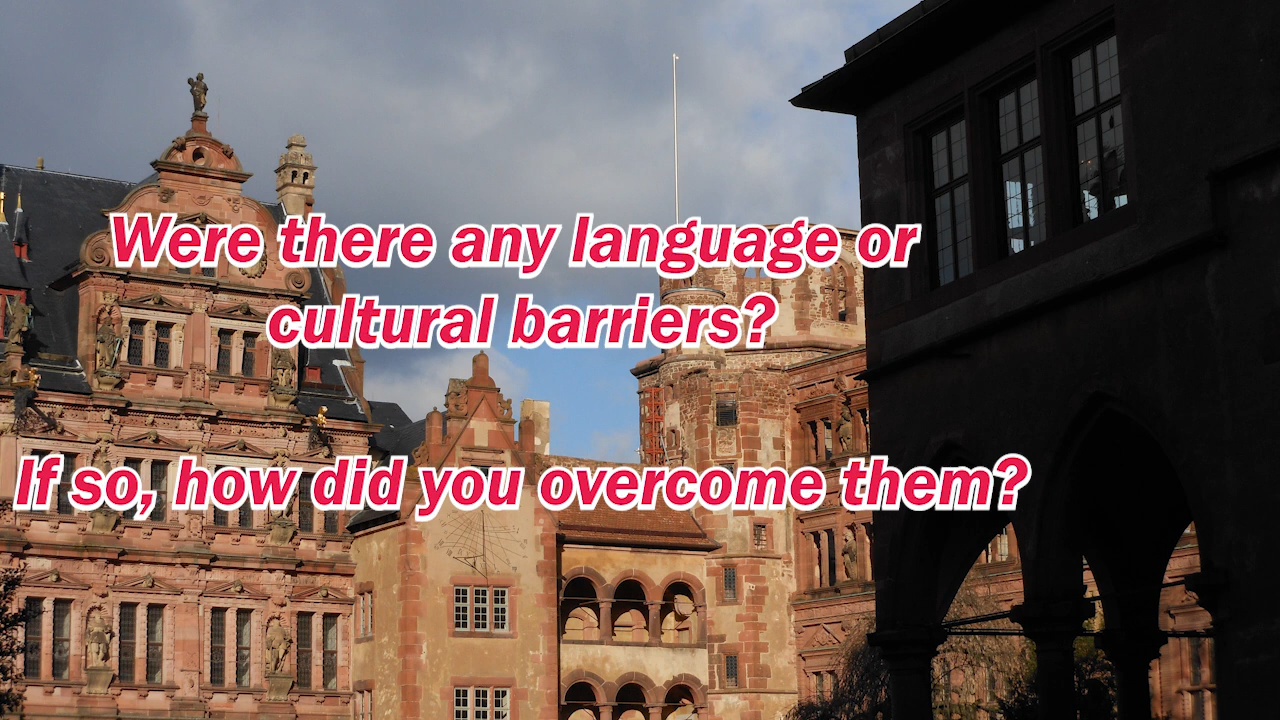 Were there any language or
cultural barriers?
If so, how did you overcome them?